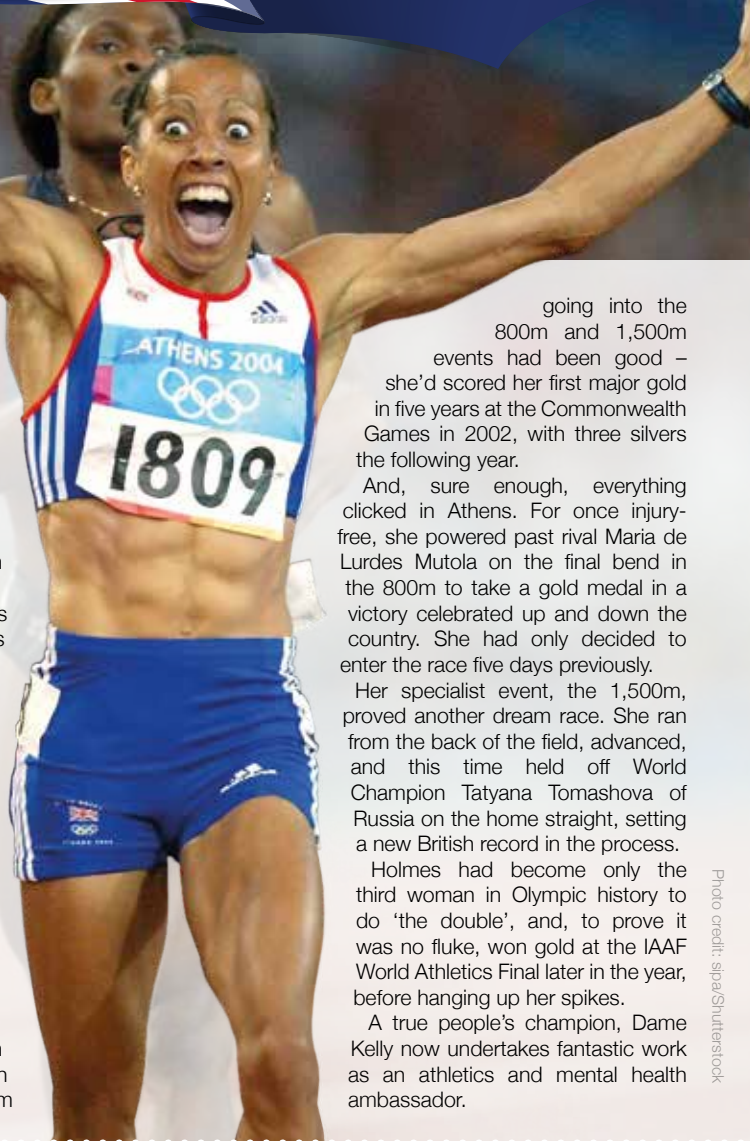 adidas
ATHENS 2004
1809
going into the
800m and 1,500m
events had been good –
she’d scored her first major gold
in five years at the Commonwealth
Games in 2002, with three silvers
the following year.
And, sure enough, everything
clicked in Athens. For once injury-
free, she powered past rival Maria de
Lurdes Mutola on the final bend in
the 800m to take a gold medal in a
victory celebrated up and down the
country. She had only decided to
enter the race five days previously.
Her specialist event, the 1,500m,
proved another dream race. She ran
from the back of the field, advanced,
and this time held off World
Champion Tatyana Tomashova of
Russia on the home straight, setting
a new British record in the process.
Holmes had become only the
third woman in Olympic history to
do ‘the double’, and, to prove it
was no fluke, won gold at the IAAF
World Athletics Final later in the year,
before hanging up her spikes.
A true people’s champion, Dame
Kelly now undertakes fantastic work
as an athletics and mental health
ambassador.
Photo credit: sipa/Shutterstock